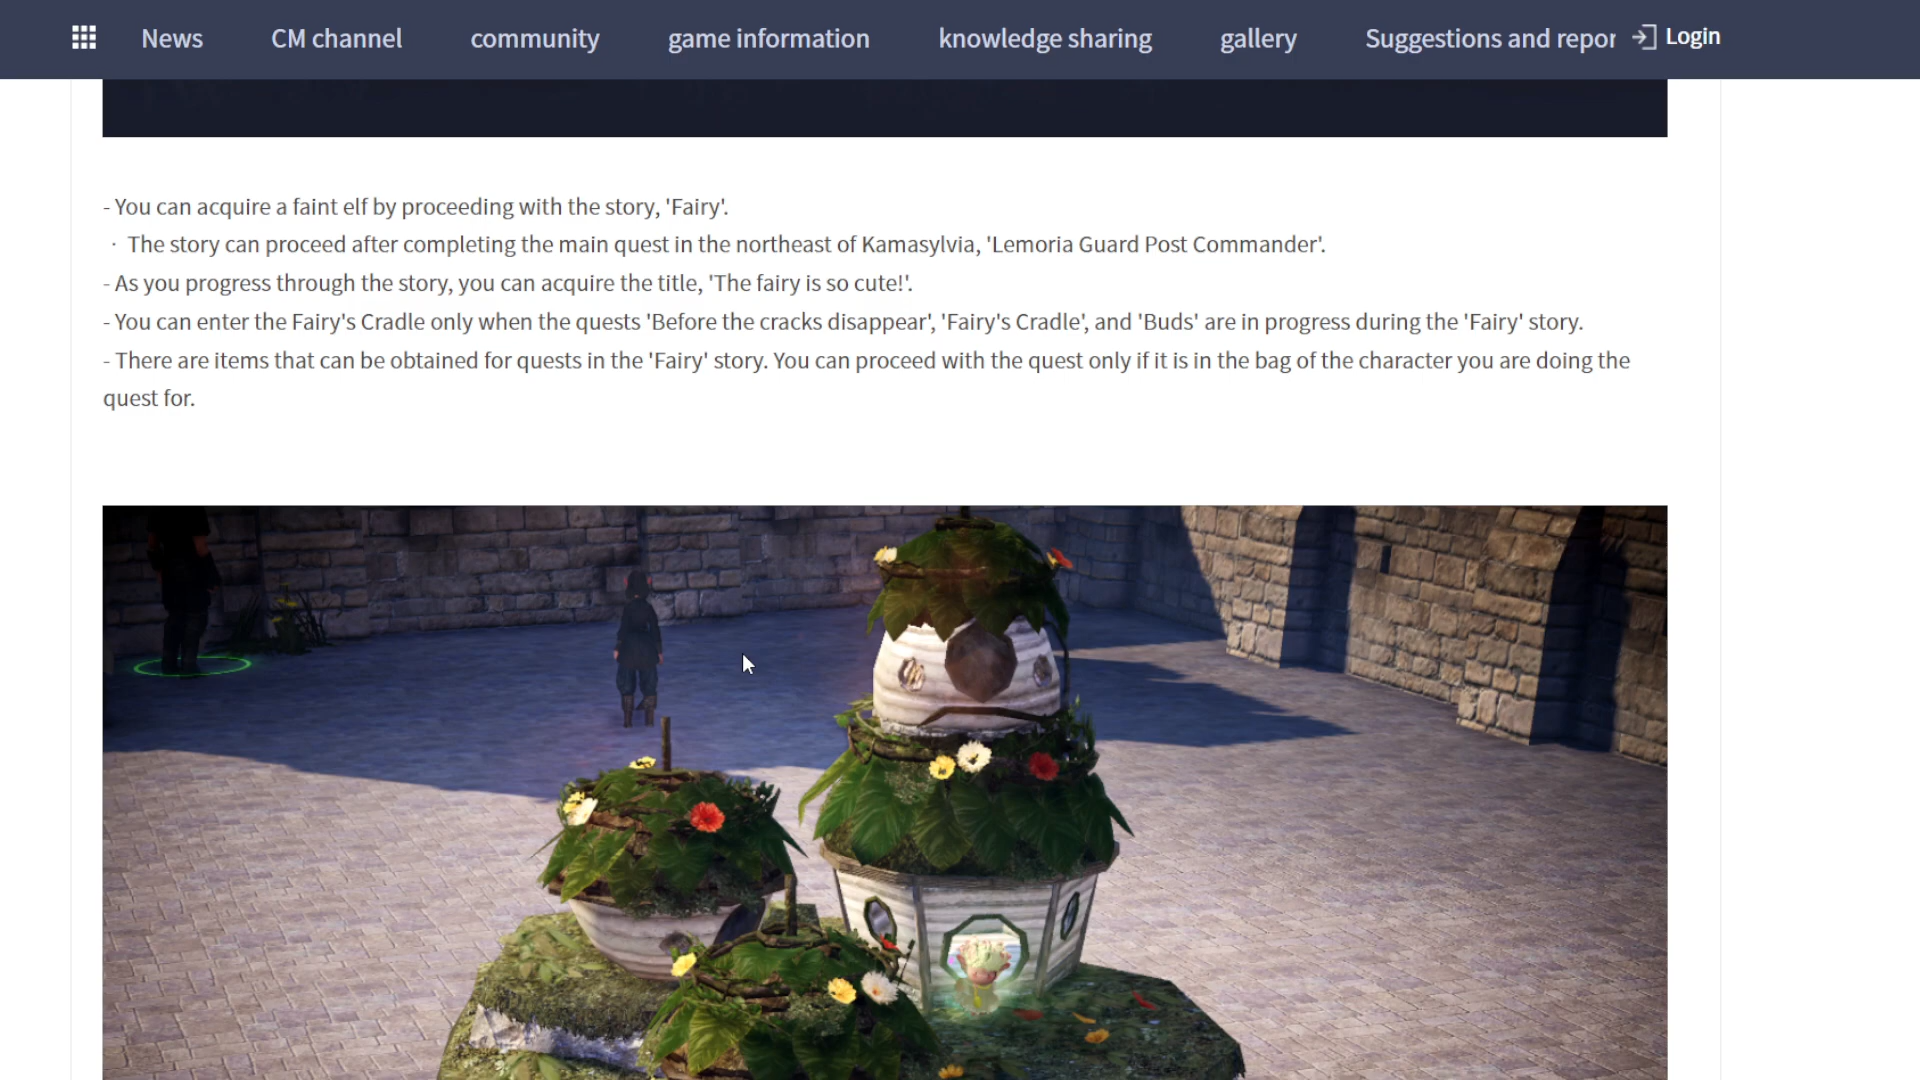 News CM channel community game information knowledge sharing gallery Suggestions and repor Login
- You can acquire a faint elf by proceeding with the story, 'Fairy'.
· The story can proceed after completing the main quest in the northeast of Kamasylvia, 'Lemoria Guard Post Commander'.
- As you progress through the story, you can acquire the title, 'The fairy is so cute!'.
- You can enter the Fairy's Cradle only when the quests 'Before the cracks disappear', 'Fairy's Cradle', and 'Buds' are in progress during the 'Fairy' story.
- There are items that can be obtained for quests in the 'Fairy' story. You can proceed with the quest only if it is in the bag of the character you are doing the
quest for.